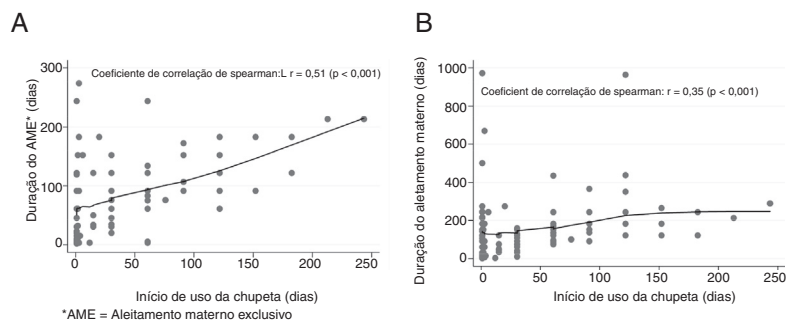 A
Coeficiente de correlação de spearman:L r = 0,51 (p < 0,001)
Duração do AME* (dias)
300
200
100
0
0
50
100
150
200
250
Início de uso da chupeta (dias)
*AME = Aleitamento materno exclusivo
B
Coeficient de correlação de spearman: r = 0,35 (p < 0,001)
Duração do aletamento materno (dias)
1000
800
600
400
200
0
0
50
100
150
200
250
Início de uso da chupeta (dias)